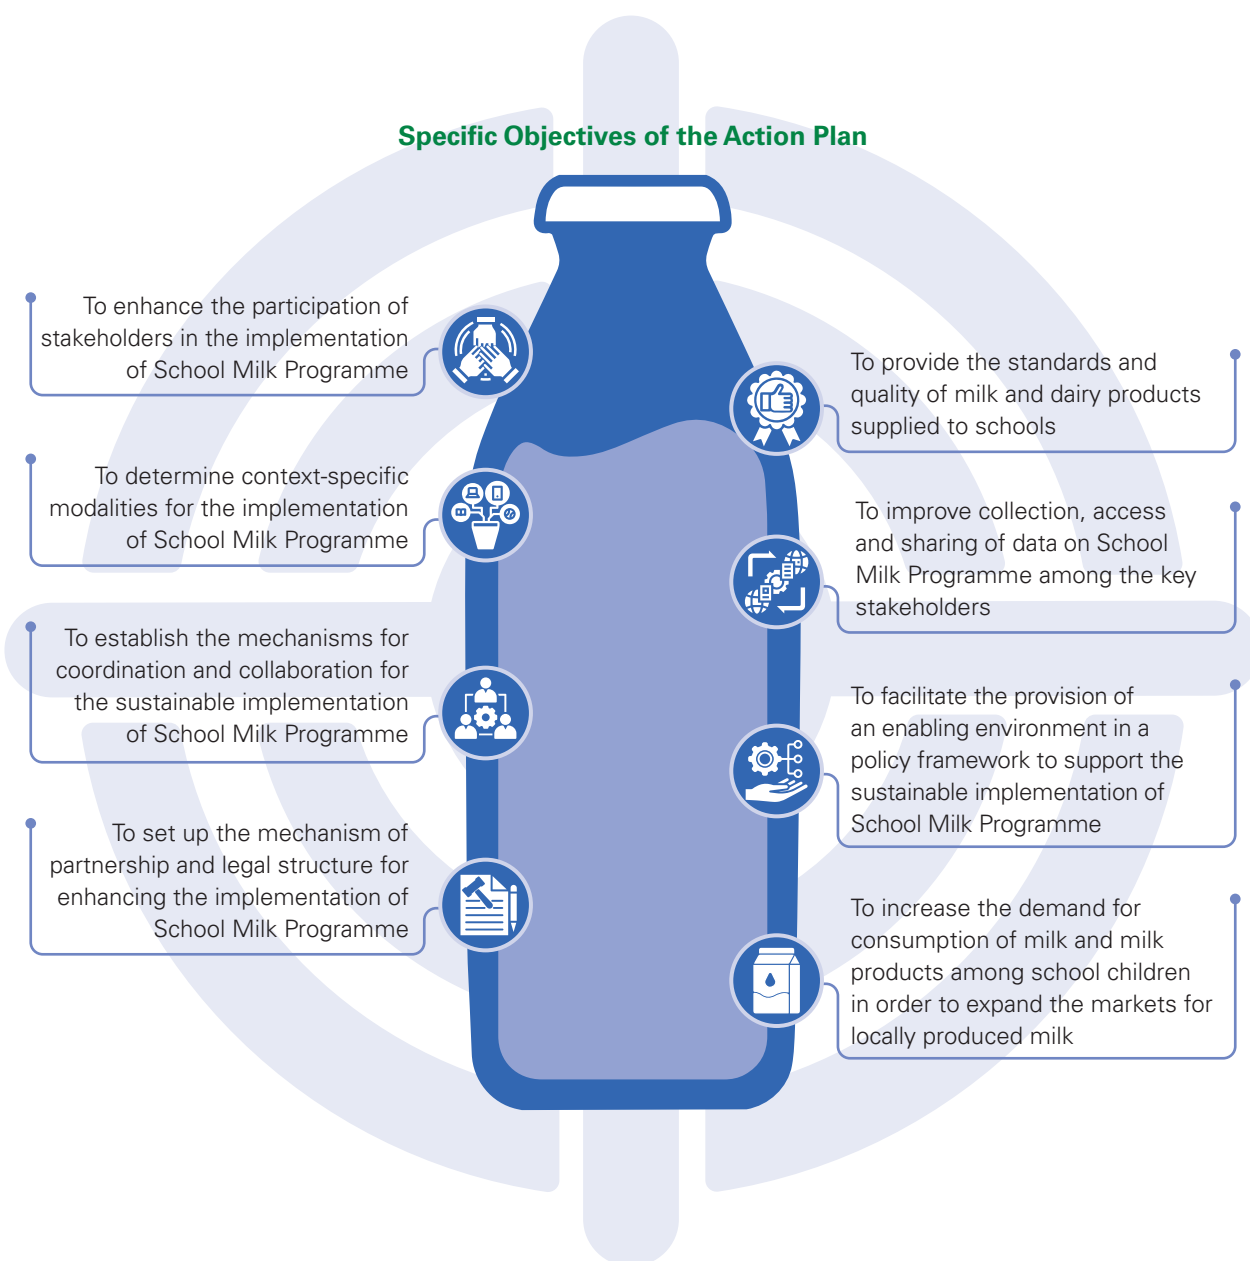 Specific Objectives of the Action Plan
To enhance the participation of
stakeholders in the implementation
of School Milk Programme
To determine context-specific
modalities for the implementation
of School Milk Programme
To establish the mechanisms for
coordination and collaboration for
the sustainable implementation
of School Milk Programme
To set up the mechanism of
partnership and legal structure for
enhancing the implementation of
School Milk Programme
To provide the standards and
quality of milk and dairy products
supplied to schools
To improve collection, access
and sharing of data on School
Milk Programme among the key
stakeholders
To facilitate the provision of
an enabling environment in a
policy framework to support the
sustainable implementation of
School Milk Programme
To increase the demand for
consumption of milk and milk
products among school children
in order to expand the markets for
locally produced milk